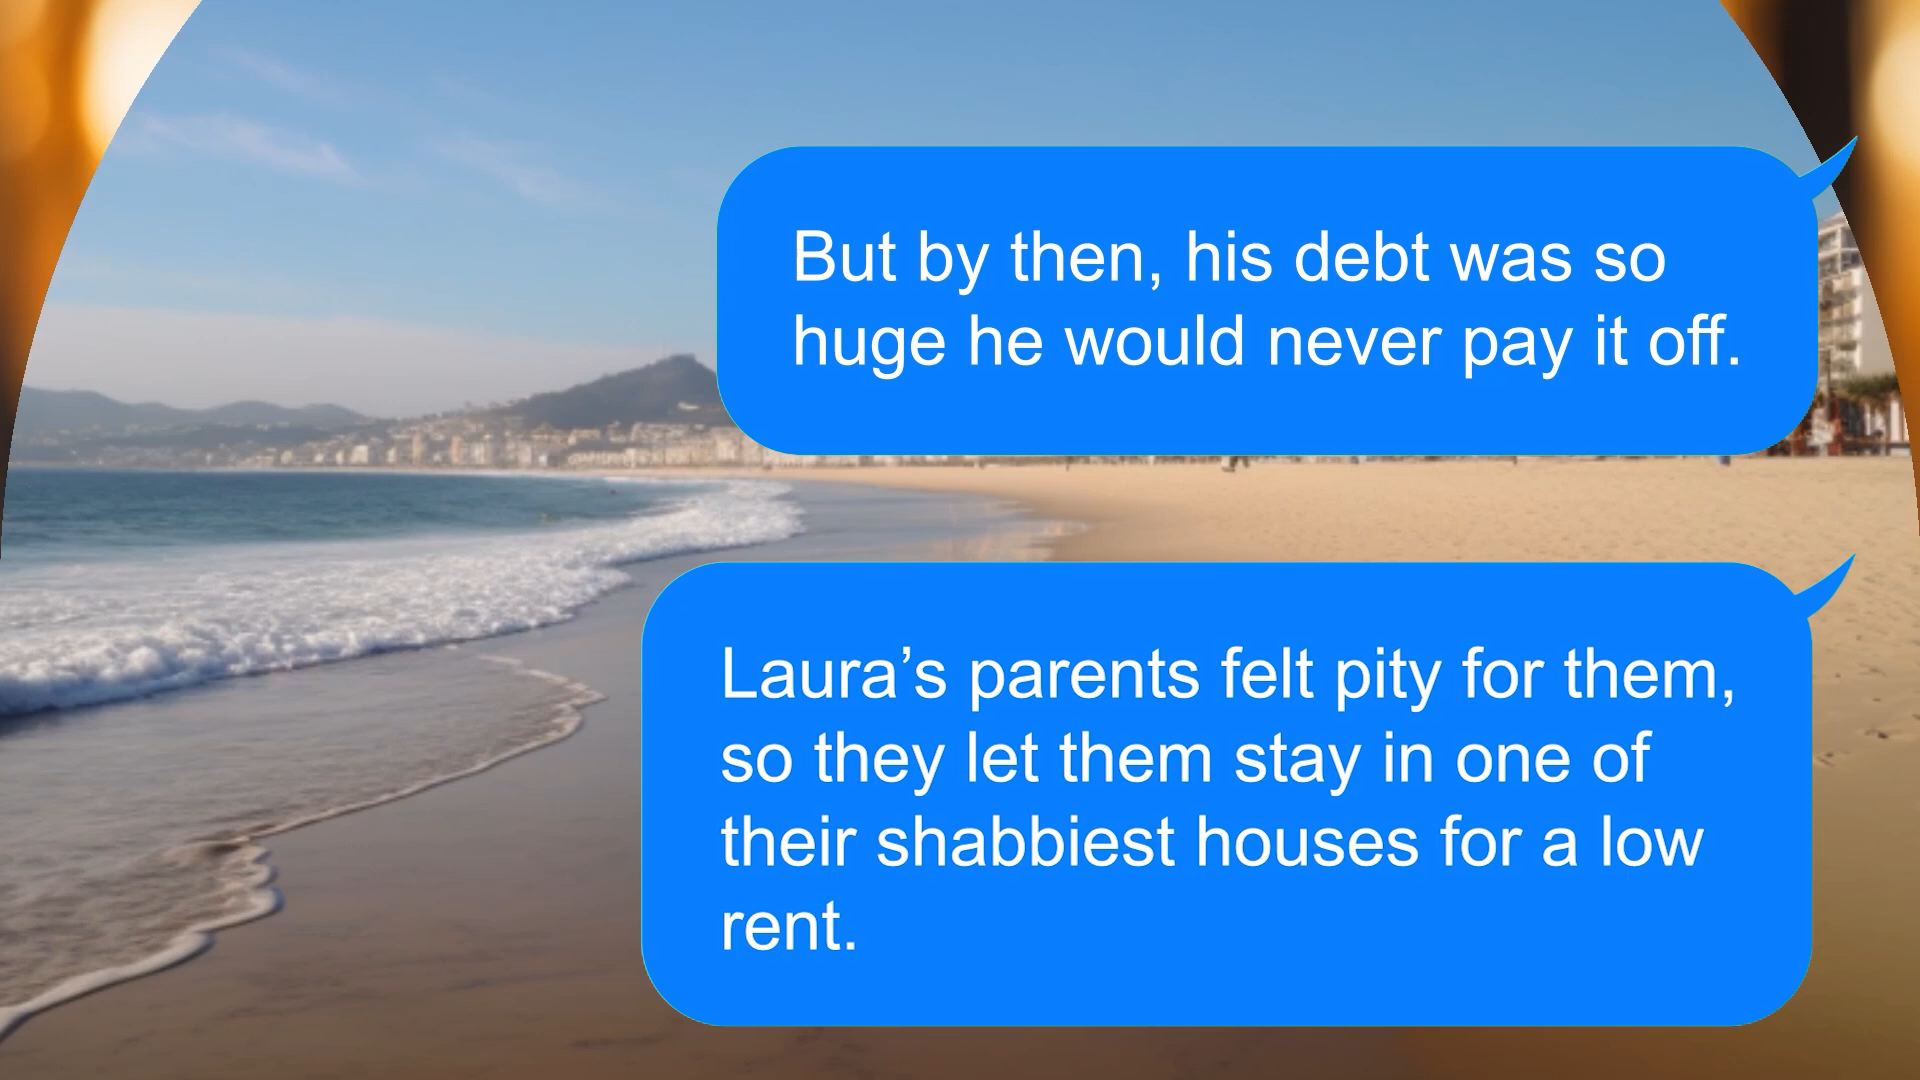 But by then, his debt was so
huge he would never pay it off.
Laura’s parents felt pity for them,
so they let them stay in one of
their shabbiest houses for a low
rent.